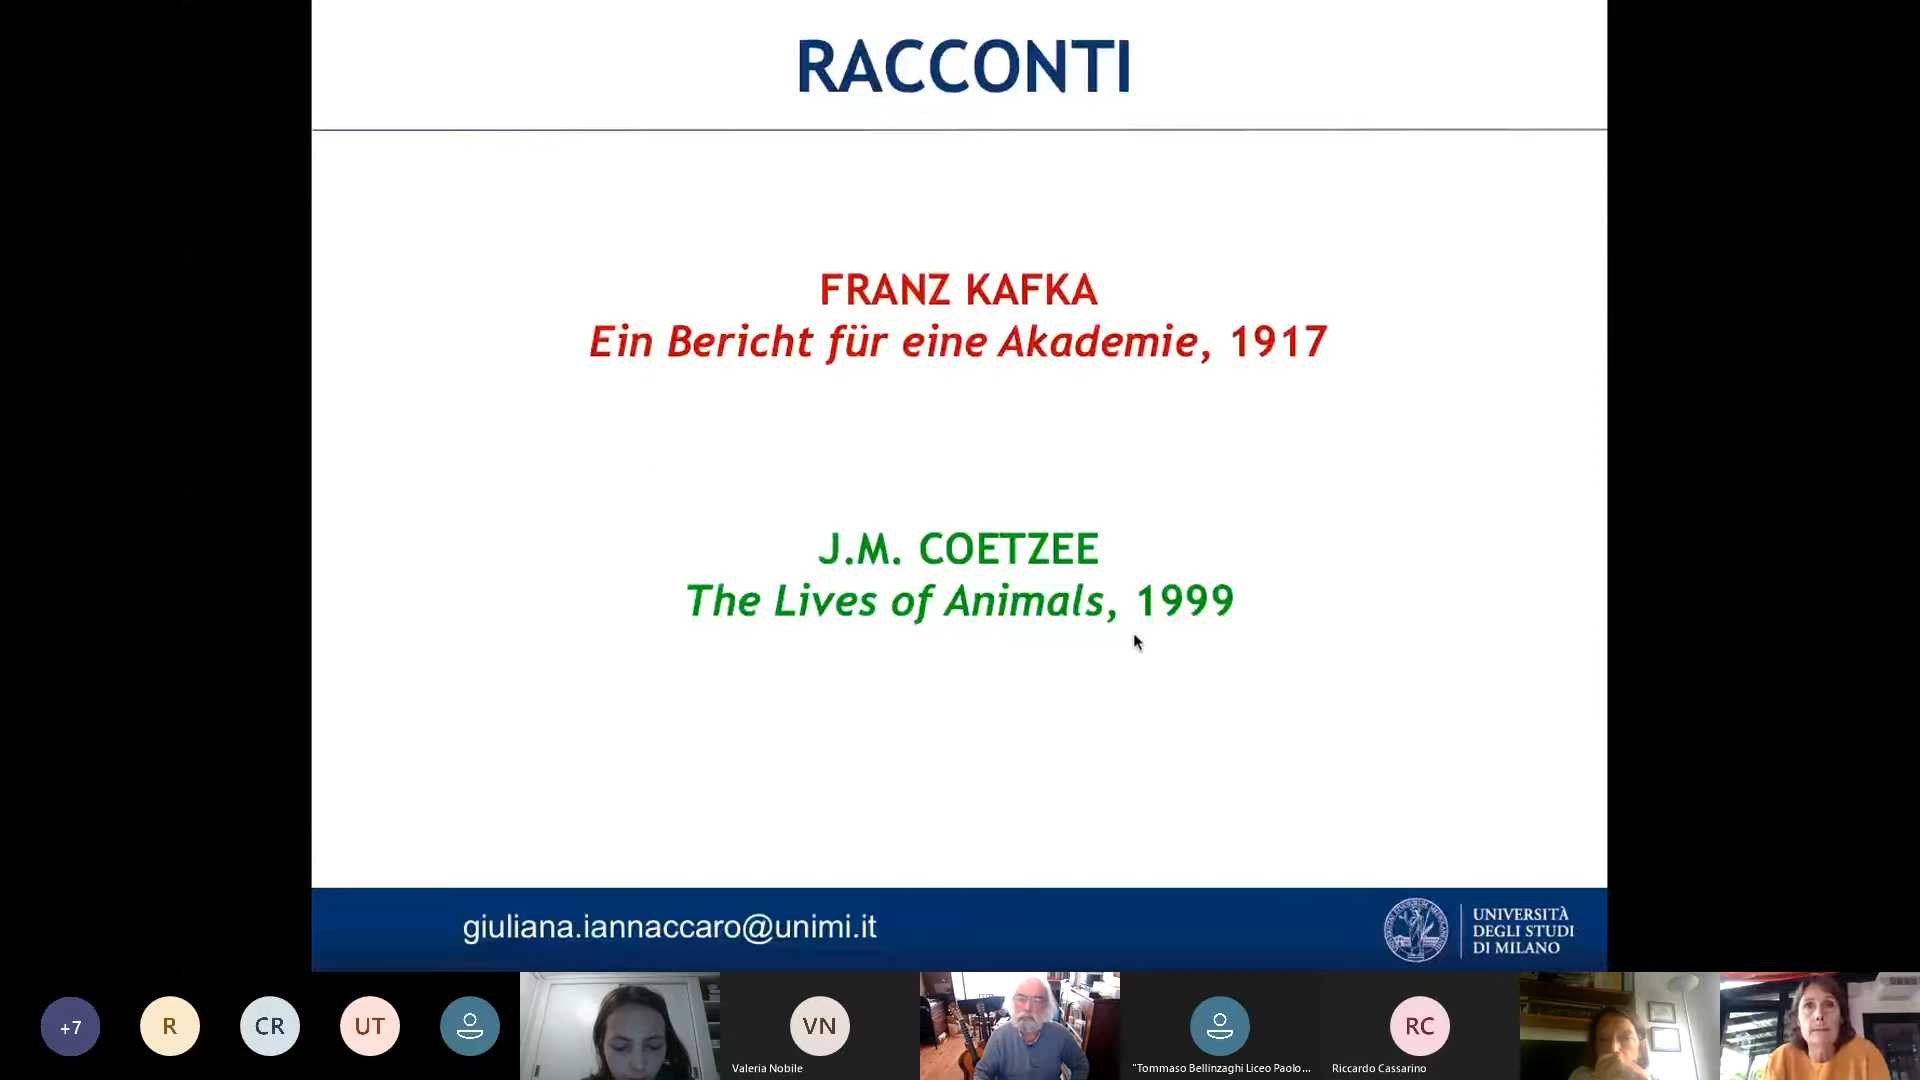 RACCONTI
FRANZ KAFKA
Ein Bericht für eine Akademie, 1917
J.M. COETZEE
The Lives of Animals, 1999
giuliana.iannaccaro@unimi.it
UNIVERSITÀ
DEGLI STUDI
DI MILANO
+7
R
CR
UT
VN
RC
Valeria Nobile
"Tommaso Bellinzaghi Liceo Paolo...
Riccardo Cassarino